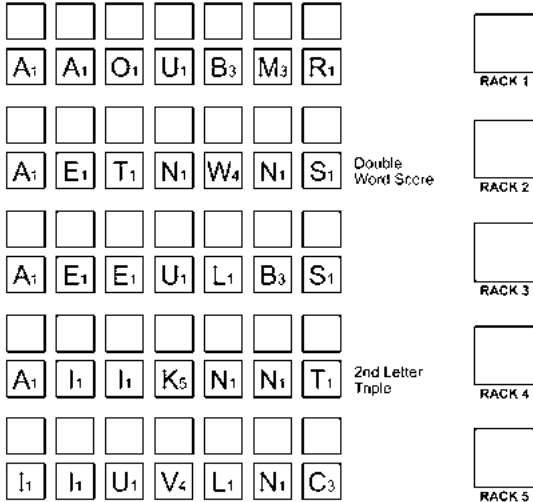 A1 A1 O1 U1 B3 M3 R1
RACK 1
A1 E1 T1 N1 W4 N1 S1
Double
Word Score
RACK 2
A1 E1 E1 U1 L1 B3 S1
RACK 3
A1 I1 I1 K5 N1 N1 T1
2nd Letter
Triple
RACK 4
I1 I1 U1 V4 L1 N1 C3
RACK 5